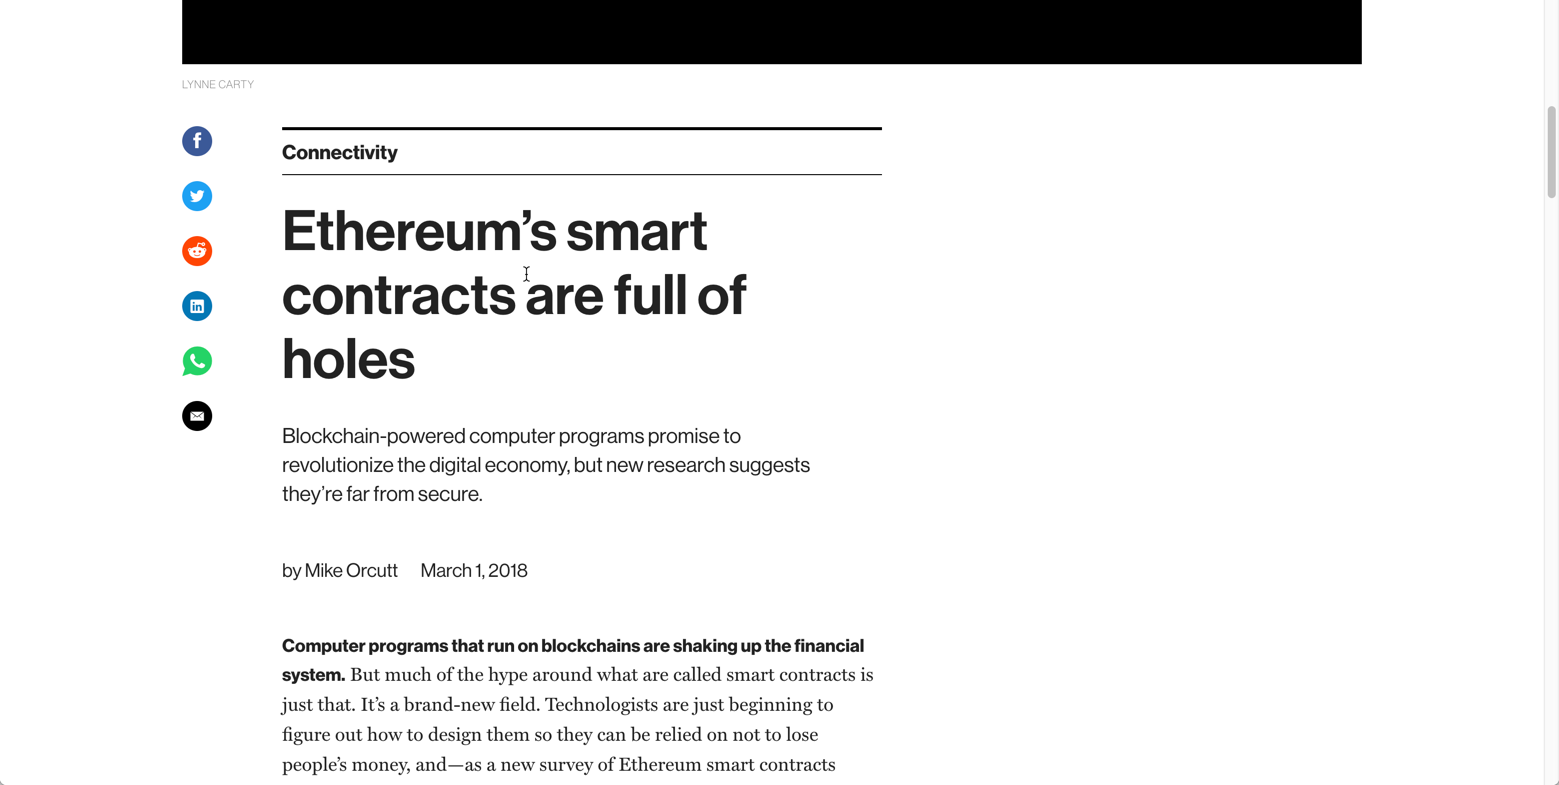 LYNNE CARTY
Connectivity
Ethereum’s smart
contracts are full of
holes
Blockchain-powered computer programs promise to
revolutionize the digital economy, but new research suggests
they’re far from secure.
by Mike Orcutt March 1, 2018
Computer programs that run on blockchains are shaking up the financial
system. But much of the hype around what are called smart contracts is
just that. It’s a brand-new field. Technologists are just beginning to
figure out how to design them so they can be relied on not to lose
people’s money, and—as a new survey of Ethereum smart contracts